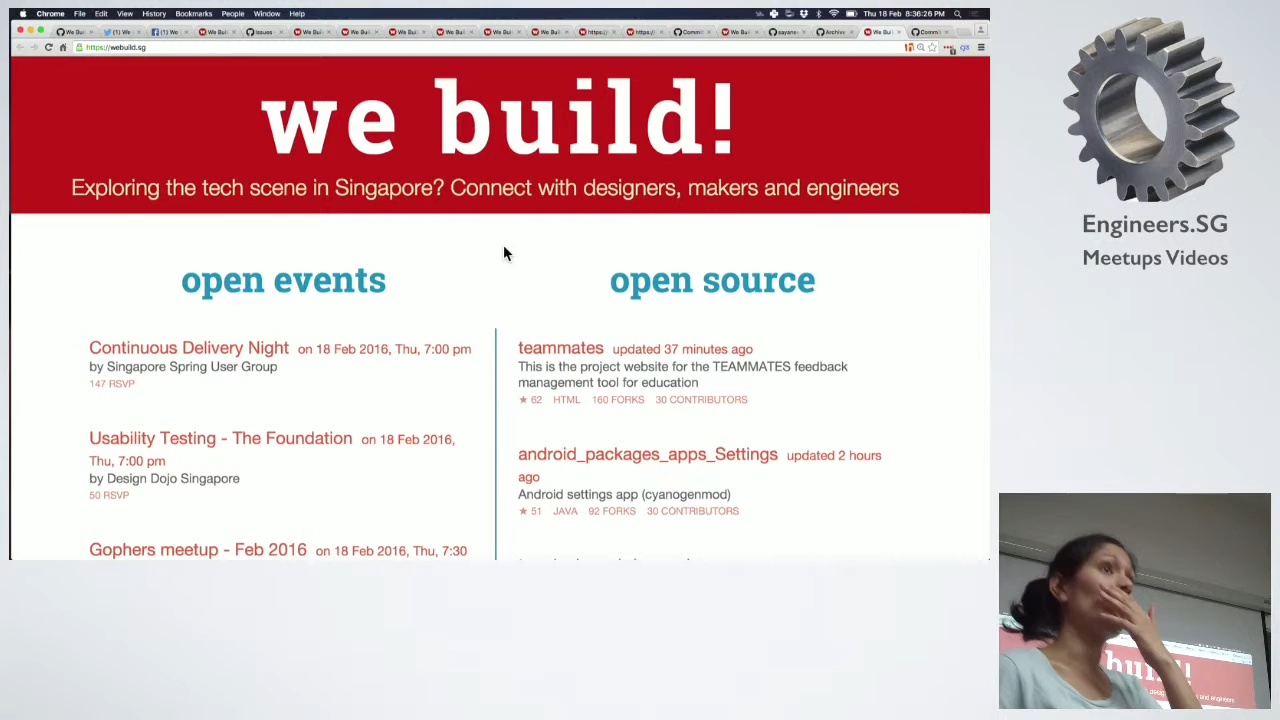 Chrome File Edit View History Bookmarks People Window Help Thu 18 Feb 8:36:26 PM
https://webuild.sg
we build!
Exploring the tech scene in Singapore? Connect with designers, makers and engineers
open events
open source
Continuous Delivery Night on 18 Feb 2016, Thu, 7:00 pm
by Singapore Spring User Group
147 RSVP
Usability Testing - The Foundation on 18 Feb 2016,
Thu, 7:00 pm
by Design Dojo Singapore
50 RSVP
Gophers meetup - Feb 2016 on 18 Feb 2016, Thu, 7:30
teammates updated 37 minutes ago
This is the project website for the TEAMMATES feedback
management tool for education
★ 62 HTML 160 FORKS 30 CONTRIBUTORS
android_packages_apps_Settings updated 2 hours
ago
Android settings app (cyanogenmod)
★ 51 JAVA 92 FORKS 30 CONTRIBUTORS
Engineers.SG
Meetups Videos
build!